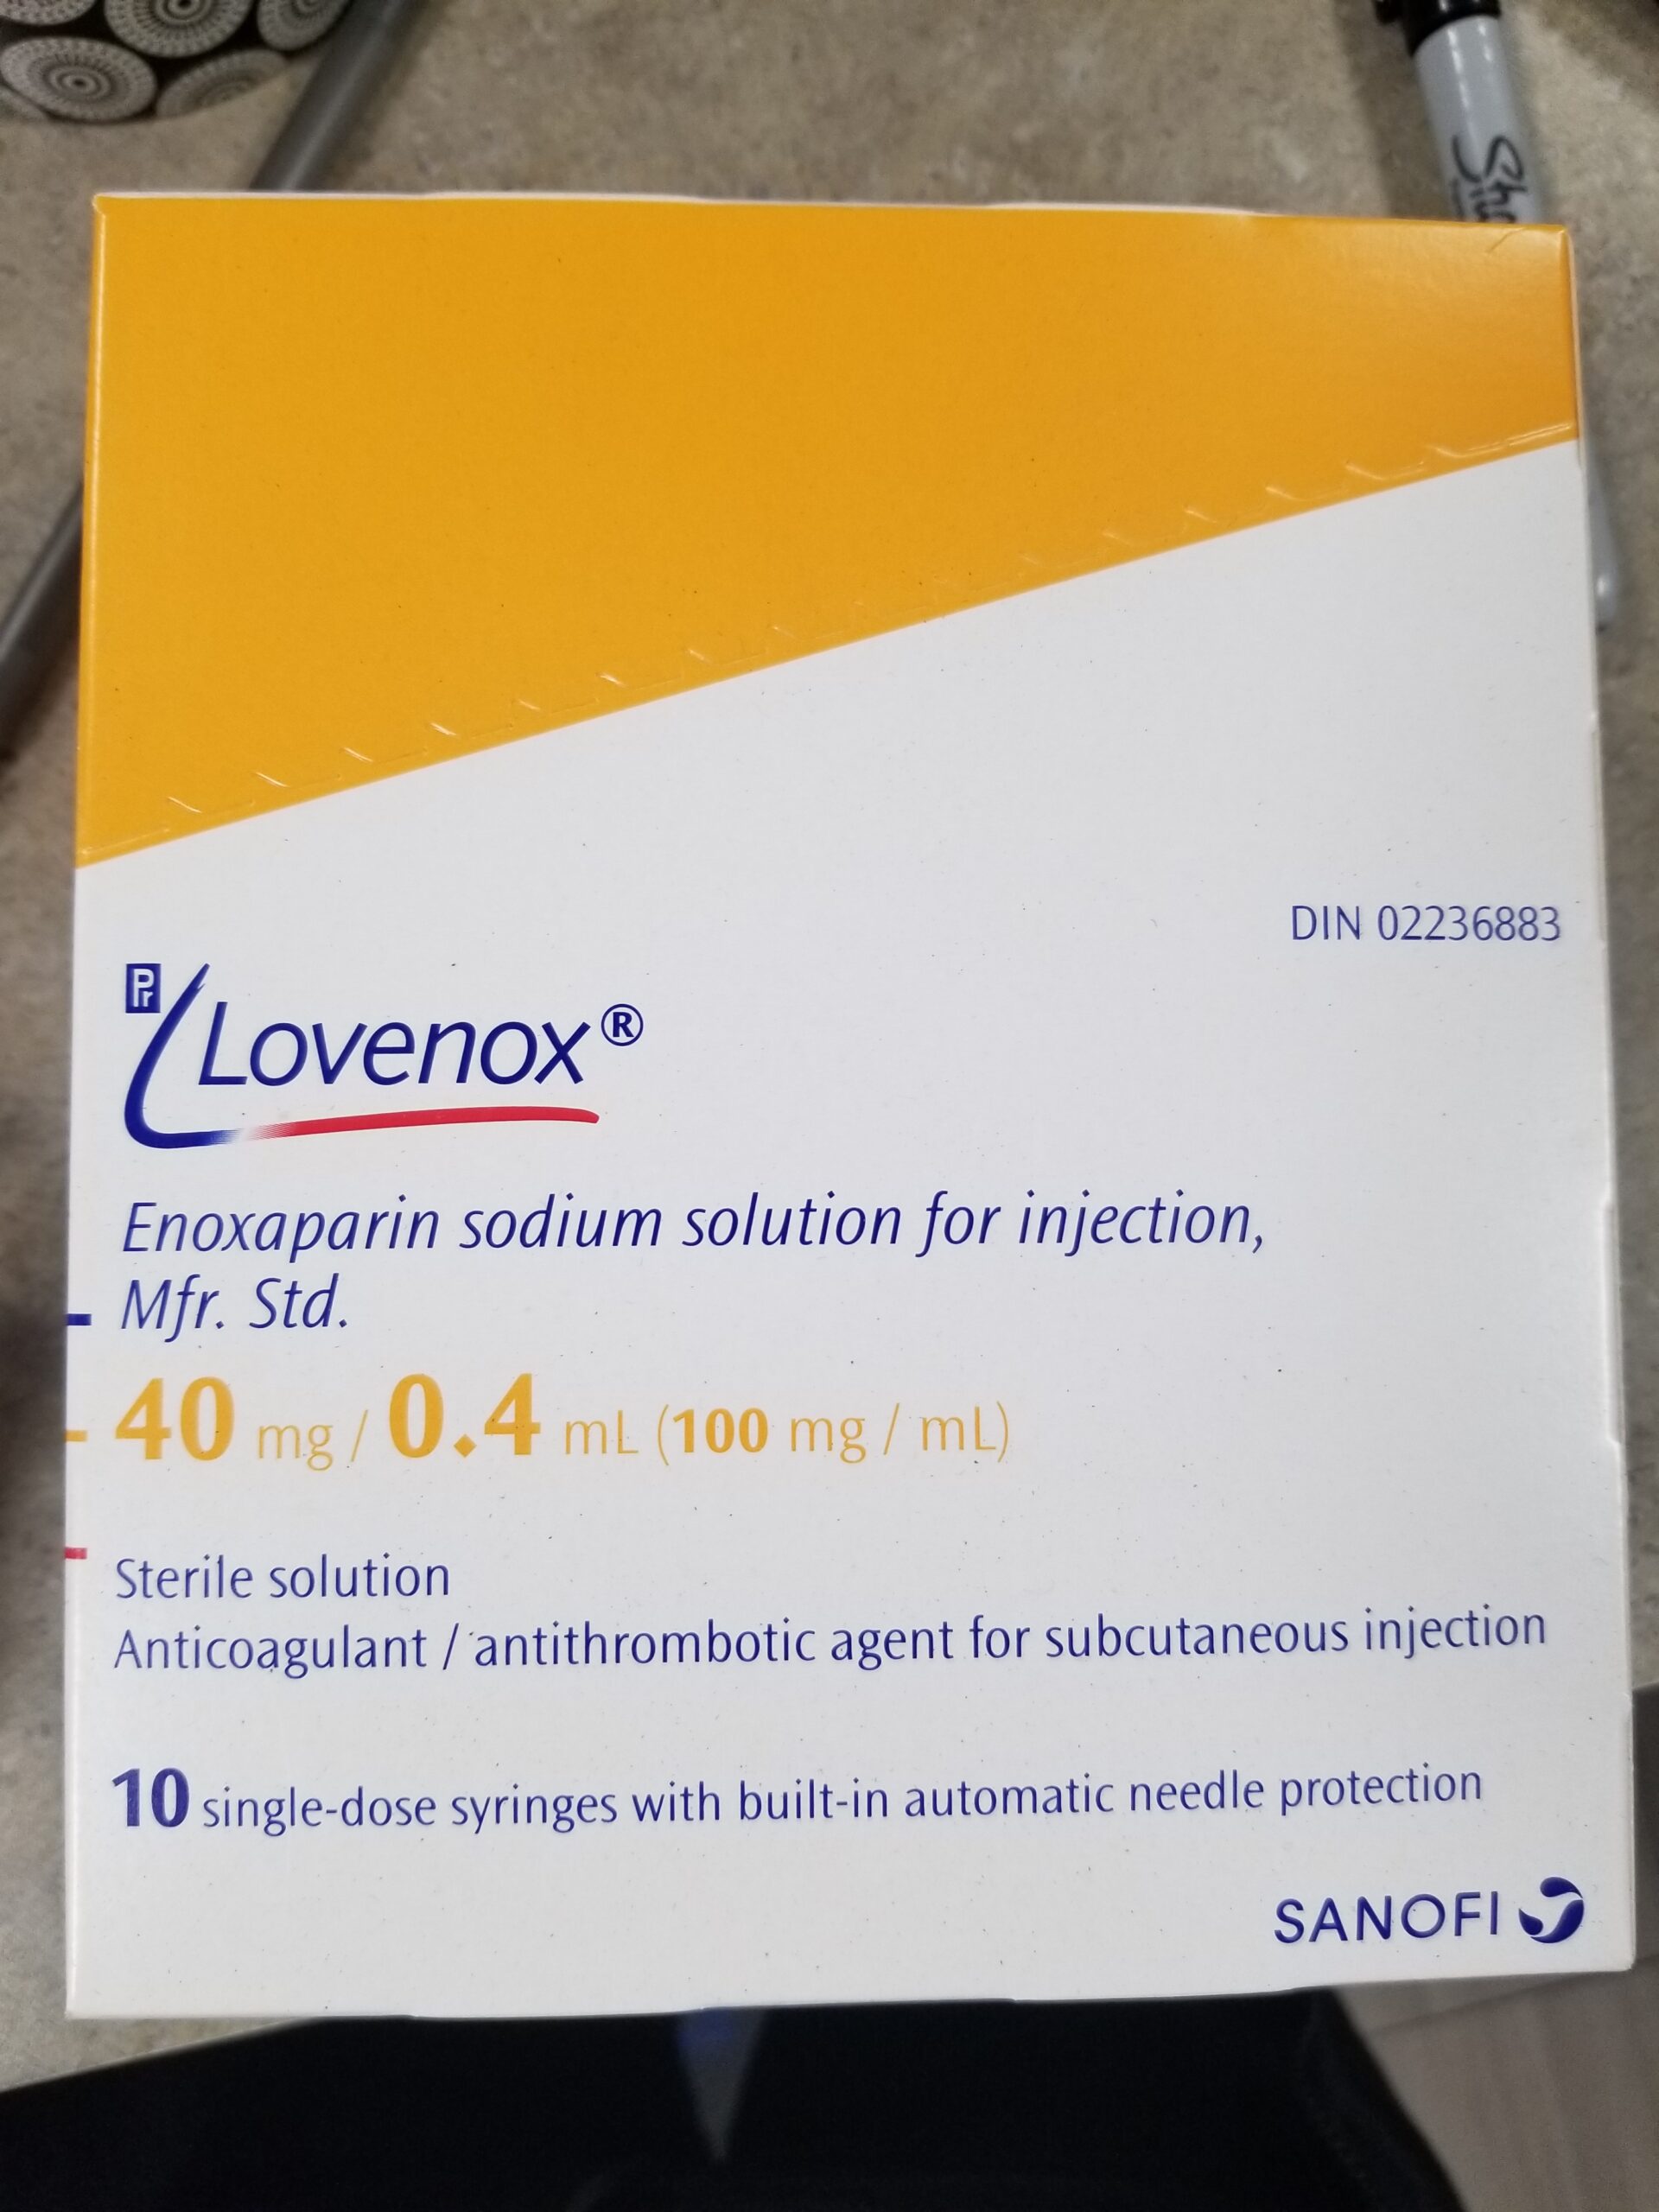 DIN 02236883
Pr
Lovenox®
Enoxaparin sodium solution for injection,
Mfr. Std.
40 mg / 0.4 mL (100 mg / mL)
Sterile solution
Anticoagulant / antithrombotic agent for subcutaneous injection
10 single-dose syringes with built-in automatic needle protection
SANOFI